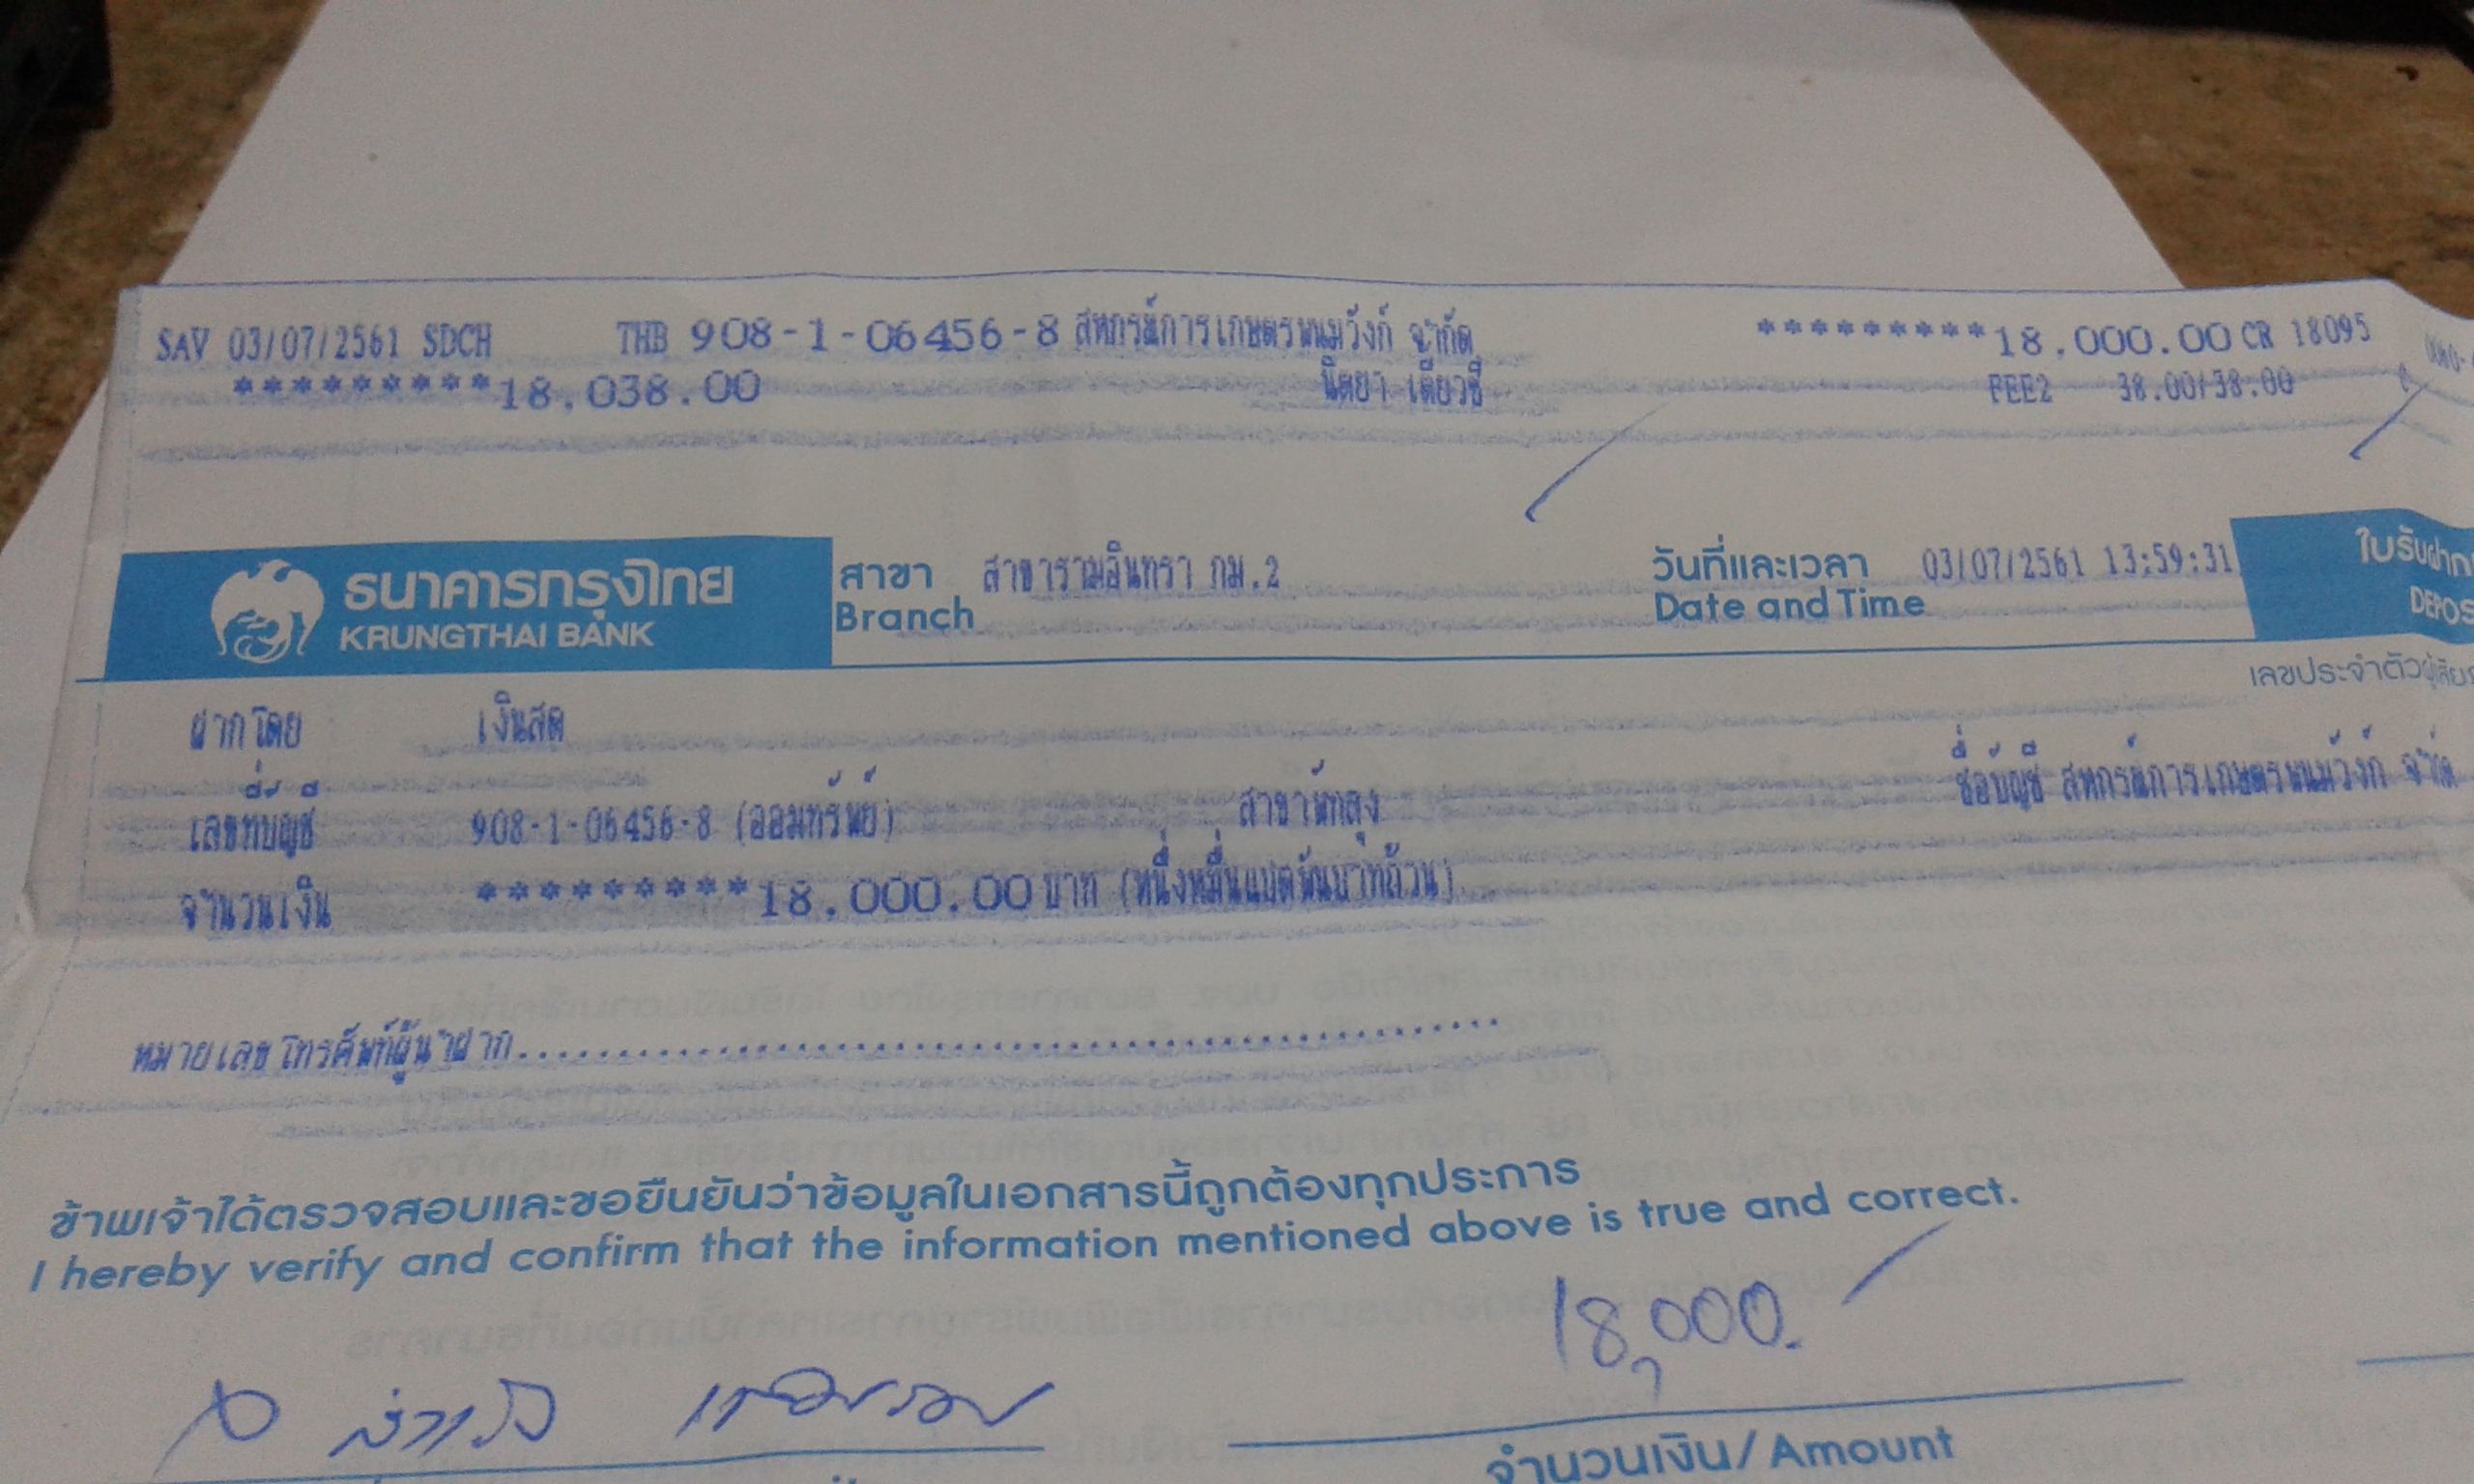 SAV 03/07/2561 SDCH THB 908-1-06456-8 สหกรณ์การเกษตรพนมวังก์ จำกัด *********18,000.00 CR 18095
*********18,038.00 นิตยา เดียวซี FEE2 38.00/38.00
ธนาคารกรุงไทย
KRUNGTHAI BANK
สาขา สาขารามอินทรา กม.2
Branch
วันที่และเวลา 03/07/2561 13:59:31
Date and Time
ใบรับฝาก
DEPOS
เลขประจำตัวผู้เสีย
ฝากโดย เงินสด
เลขที่บัญชี 908-1-06456-8 (ออมทรัพย์) สาขาพัทลุง ชื่อบัญชี สหกรณ์การเกษตรพนมวังก์ จำกัด
จำนวนเงิน *********18,000.00 บาท (หนึ่งหมื่นแปดพันบาทถ้วน)
หมายเลขโทรศัพท์ผู้นำฝาก............................................................
ข้าพเจ้าได้ตรวจสอบและขอยืนยันว่าข้อมูลในเอกสารนี้ถูกต้องทุกประการ
I hereby verify and confirm that the information mentioned above is true and correct.
18,000.-
จำนวนเงิน/Amount